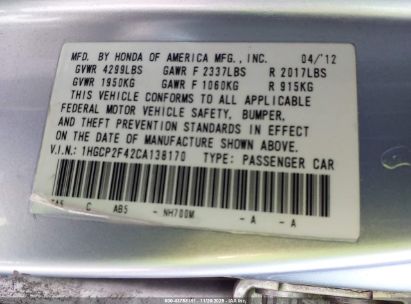 MFD. BY HONDA OF AMERICA MFG., INC. 04/'12
GVWR 4299LBS GAWR F 2337LBS R 2017LBS
GVWR 1950KG GAWR F 1060KG R 915KG
THIS VEHICLE CONFORMS TO ALL APPLICABLE
FEDERAL MOTOR VEHICLE SAFETY, BUMPER,
AND THEFT PREVENTION STANDARDS IN EFFECT
ON THE DATE OF MANUFACTURE SHOWN ABOVE.
V.I.N.: 1HGCP2F42CA138170 TYPE: PASSENGER CAR
C AB5 - NH700M - A - A